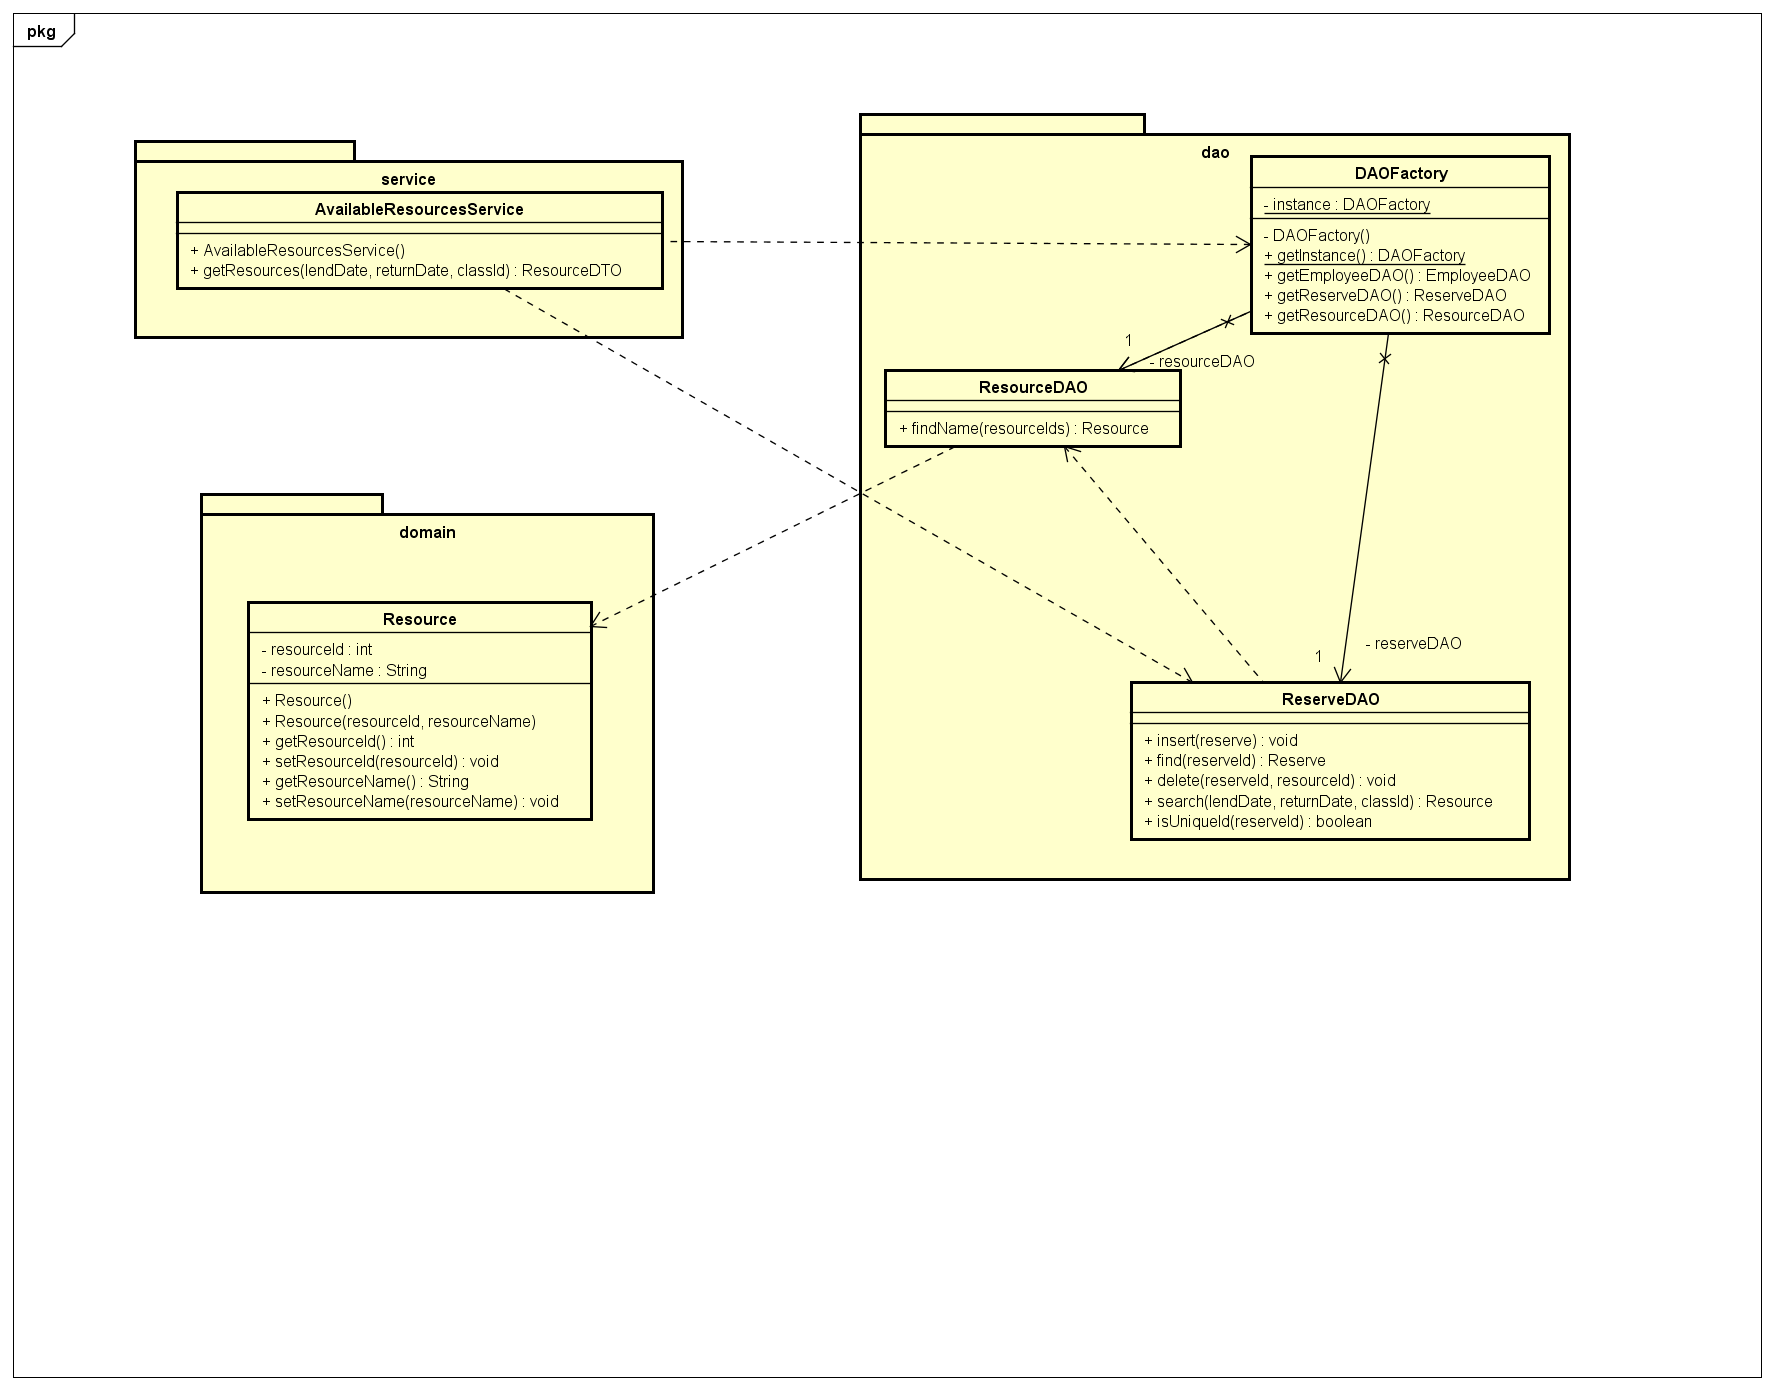 pkg
service
AvailableResourcesService
+ AvailableResourcesService()
+ getResources(lendDate, returnDate, classId) : ResourceDTO
dao
DAOFactory
- instance : DAOFactory
- DAOFactory()
+ getInstance() : DAOFactory
+ getEmployeeDAO() : EmployeeDAO
+ getReserveDAO() : ReserveDAO
+ getResourceDAO() : ResourceDAO
1
- resourceDAO
ResourceDAO
+ findName(resourceIds) : Resource
domain
Resource
- resourceId : int
- resourceName : String
+ Resource()
+ Resource(resourceId, resourceName)
+ getResourceId() : int
+ setResourceId(resourceId) : void
+ getResourceName() : String
+ setResourceName(resourceName) : void
- reserveDAO
1
ReserveDAO
+ insert(reserve) : void
+ find(reserveId) : Reserve
+ delete(reserveId, resourceId) : void
+ search(lendDate, returnDate, classId) : Resource
+ isUniqueId(reserveId) : boolean